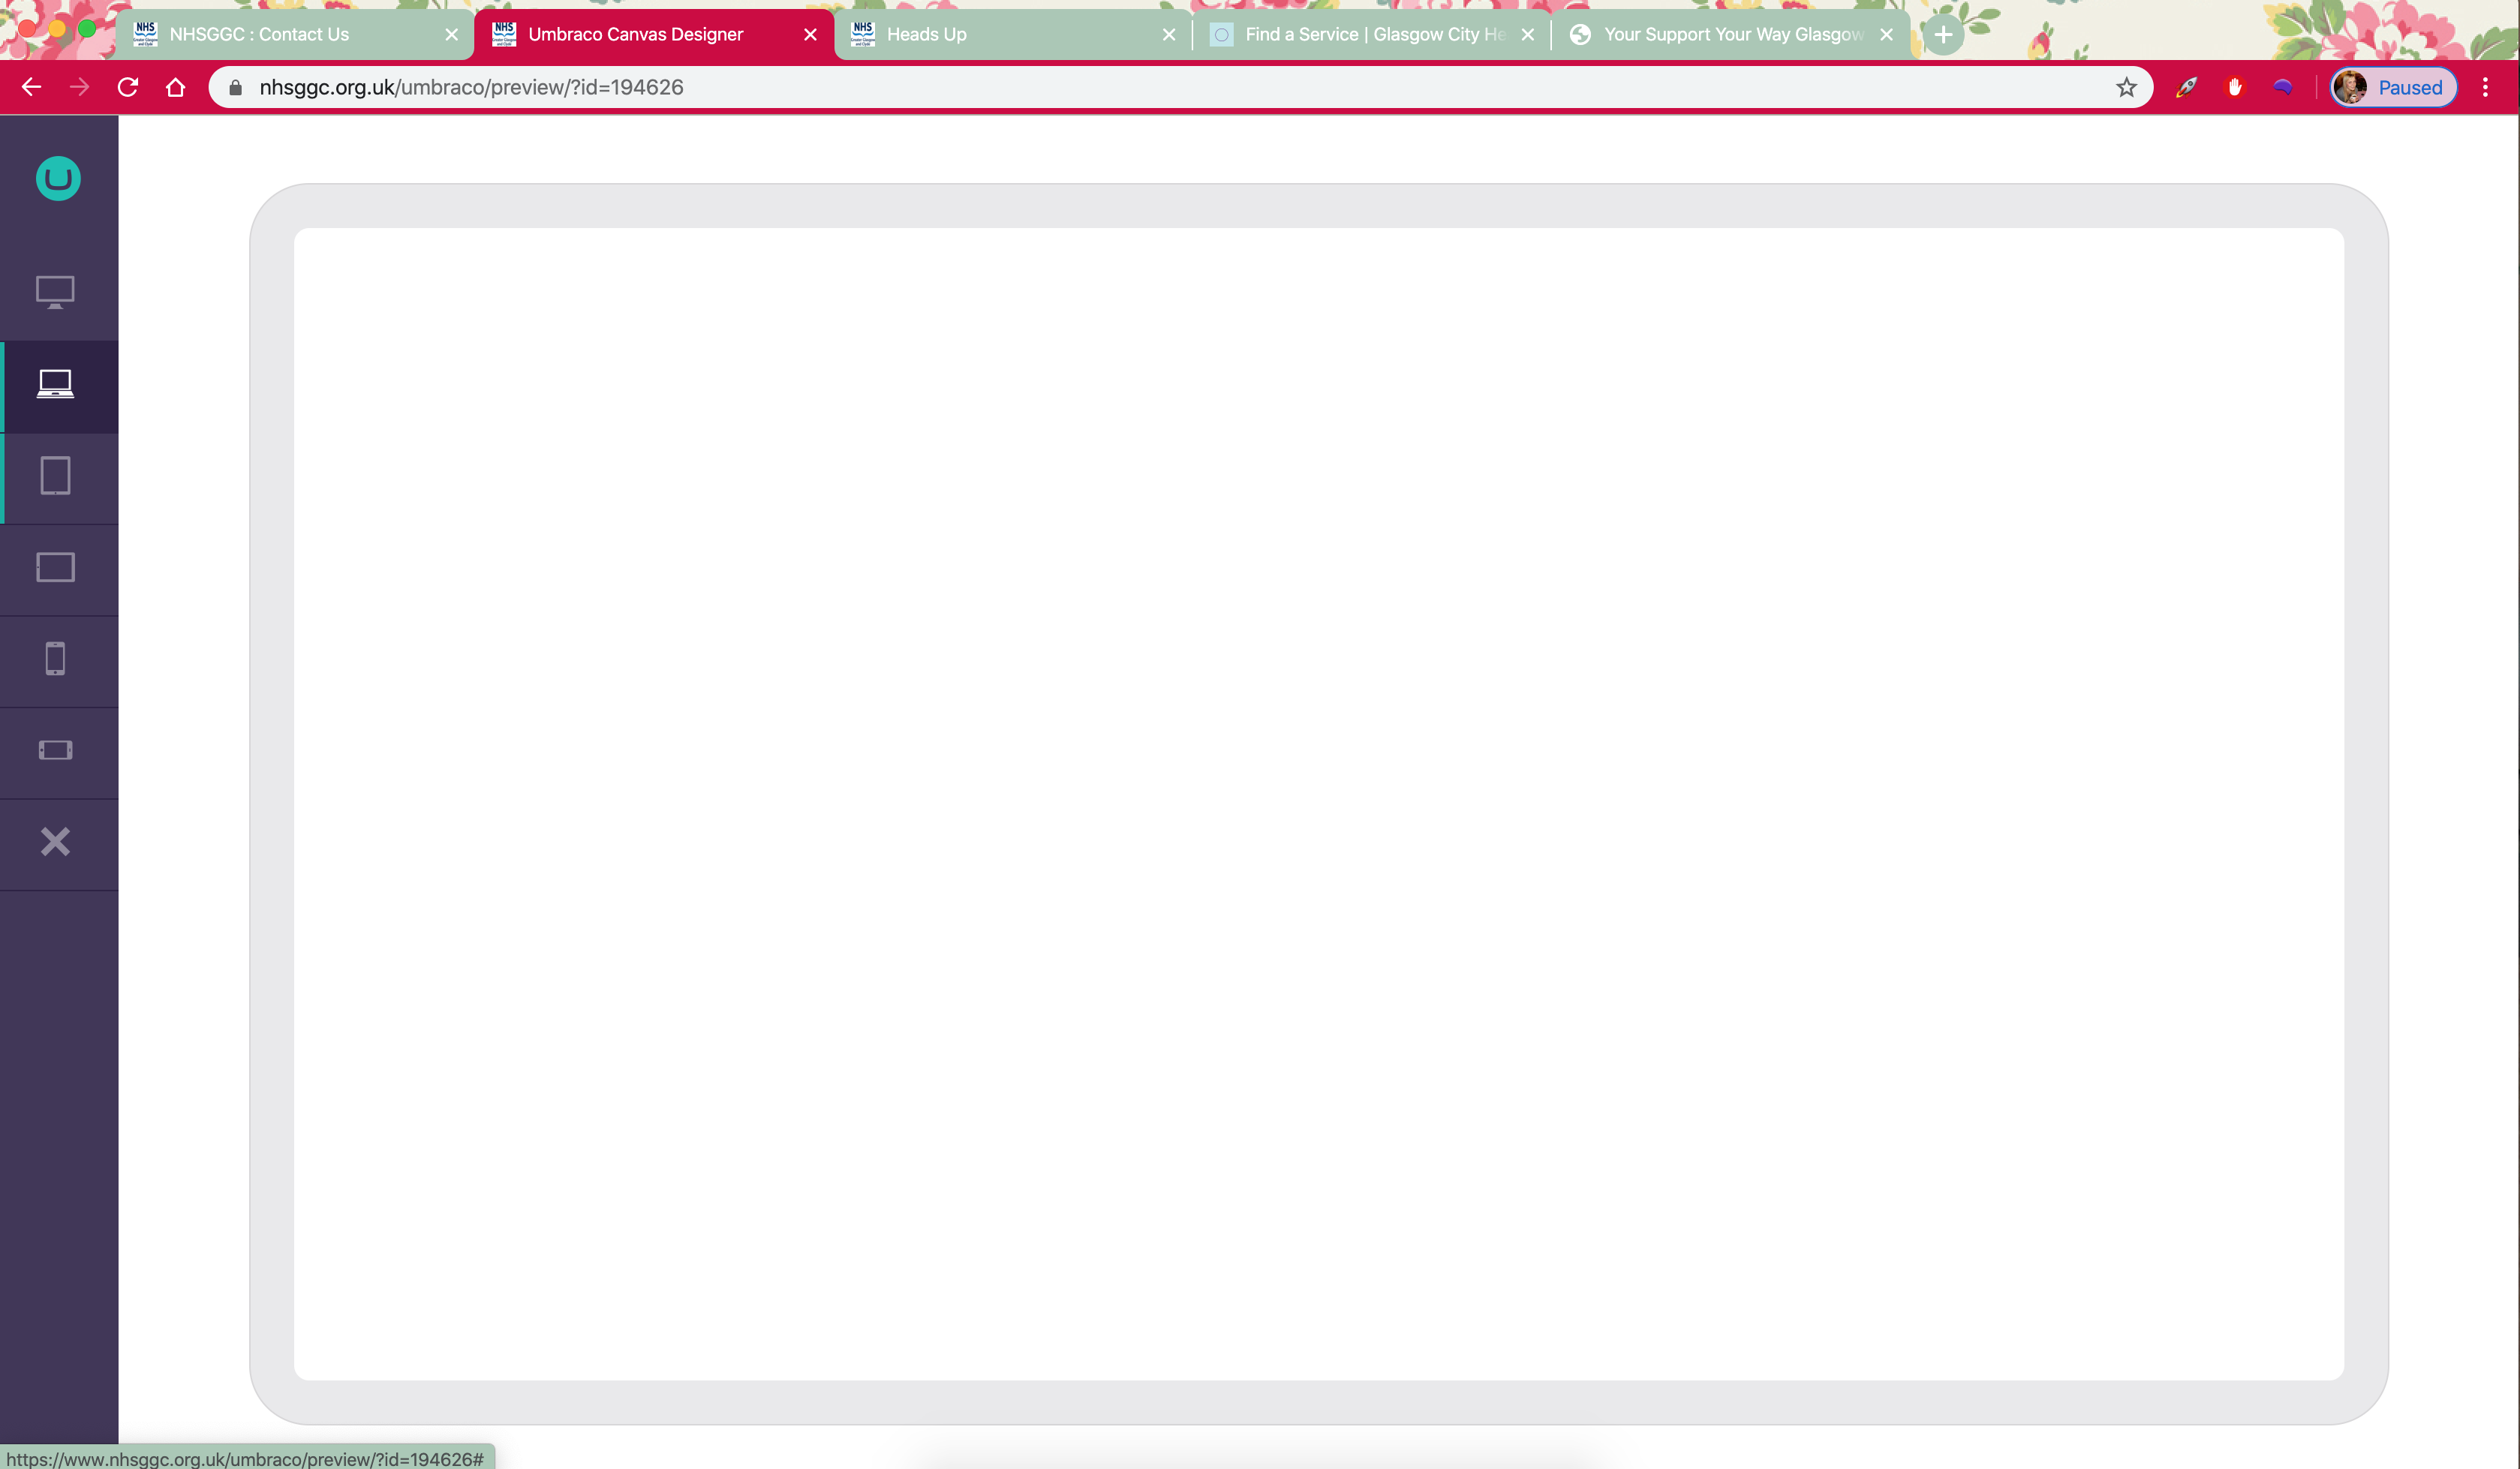 NHSGGC : Contact Us
Umbraco Canvas Designer
Heads Up
Find a Service | Glasgow City He
Your Support Your Way Glasgow
nhsggc.org.uk/umbraco/preview/?id=194626
Paused
https://www.nhsggc.org.uk/umbraco/preview/?id=194626#